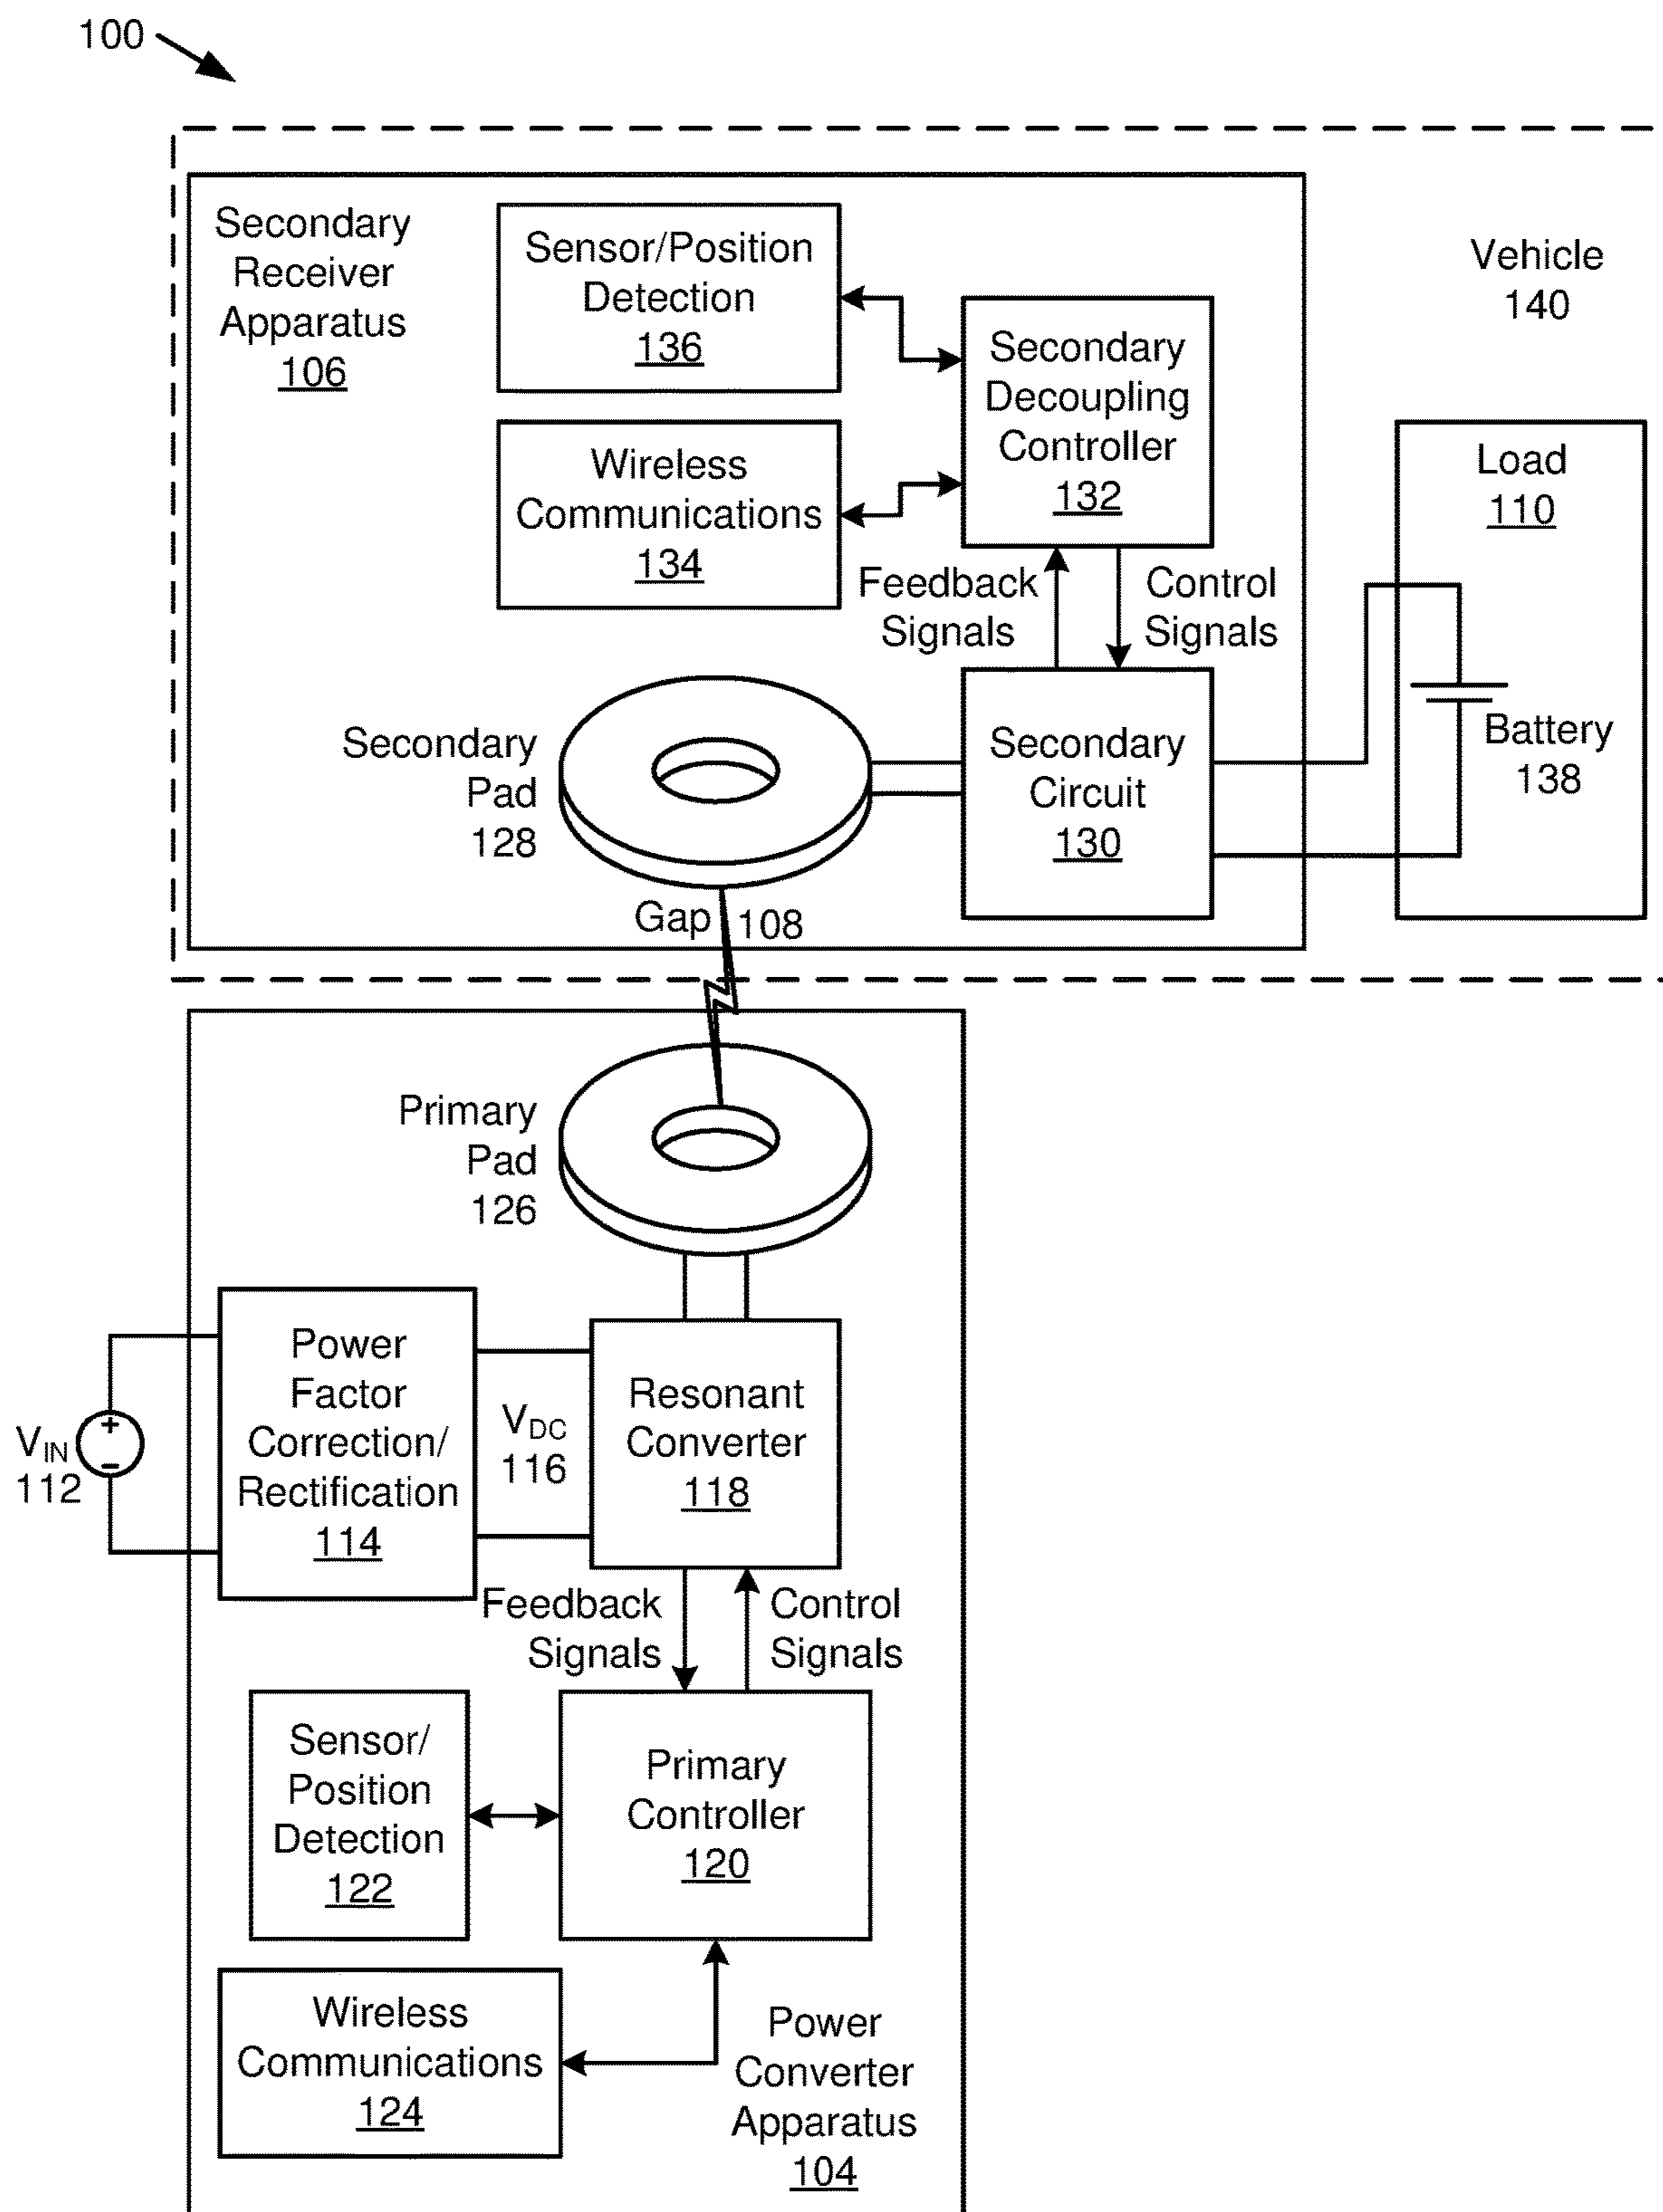 100
Secondary
Receiver
Apparatus
106
Sensor/Position
Detection
136
Wireless
Communications
134
Secondary
Decoupling
Controller
132
Vehicle
140
Load
110
Feedback
Signals
Control
Signals
Secondary
Pad
128
Secondary
Circuit
130
Battery
138
Gap 108
Primary
Pad
126
Power
Factor
Correction/
Rectification
114
VIN
112
+
–
VDC
116
Resonant
Converter
118
Feedback
Signals
Control
Signals
Sensor/
Position
Detection
122
Primary
Controller
120
Wireless
Communications
124
Power
Converter
Apparatus
104